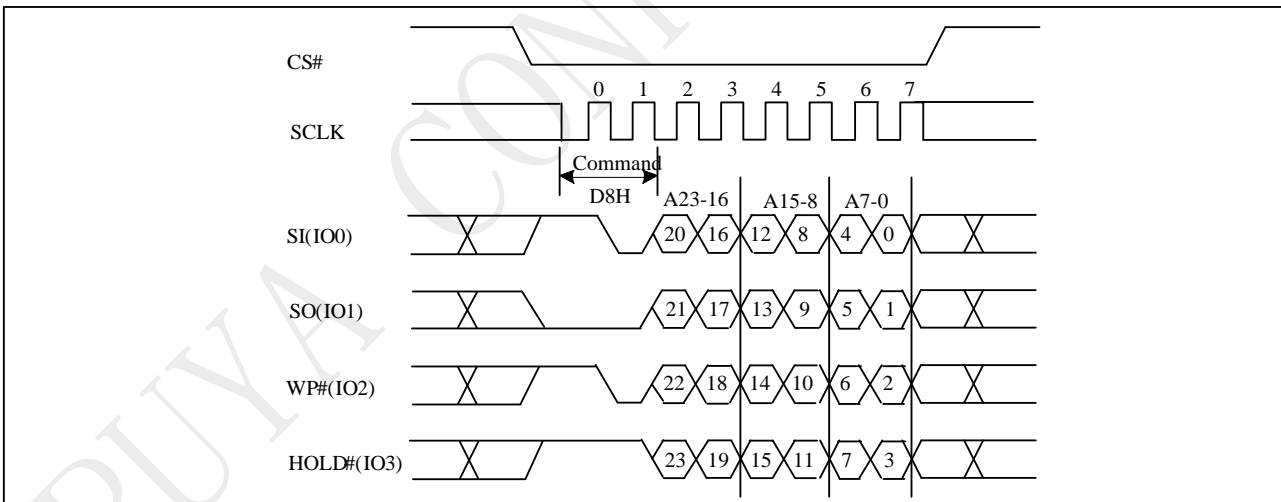 CS#
0 1 2 3 4 5 6 7
SCLK
Command
D8H A23-16 A15-8 A7-0
SI(IO0) 20 16 12 8 4 0
SO(IO1) 21 17 13 9 5 1
WP#(IO2) 22 18 14 10 6 2
HOLD#(IO3) 23 19 15 11 7 3
PUYA CONF